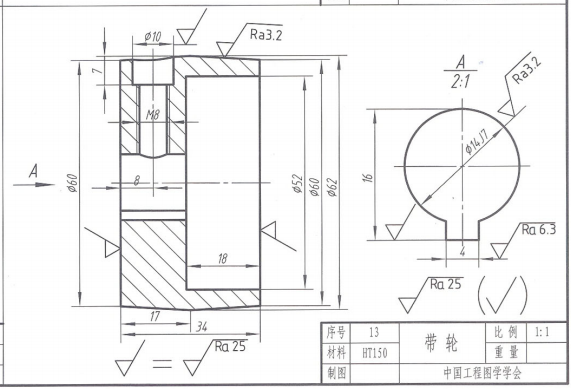 φ10
Ra3.2
7
M8
A
8
φ60
φ52
φ60
φ62
18
17
34
Ra 25
=
A
2:1
Ra3.2
φ14J7
16
4
Ra 6.3
Ra 25
( )
序号 13 带轮 比例 1:1
材料 HT150 重量
制图 中国工程图学学会